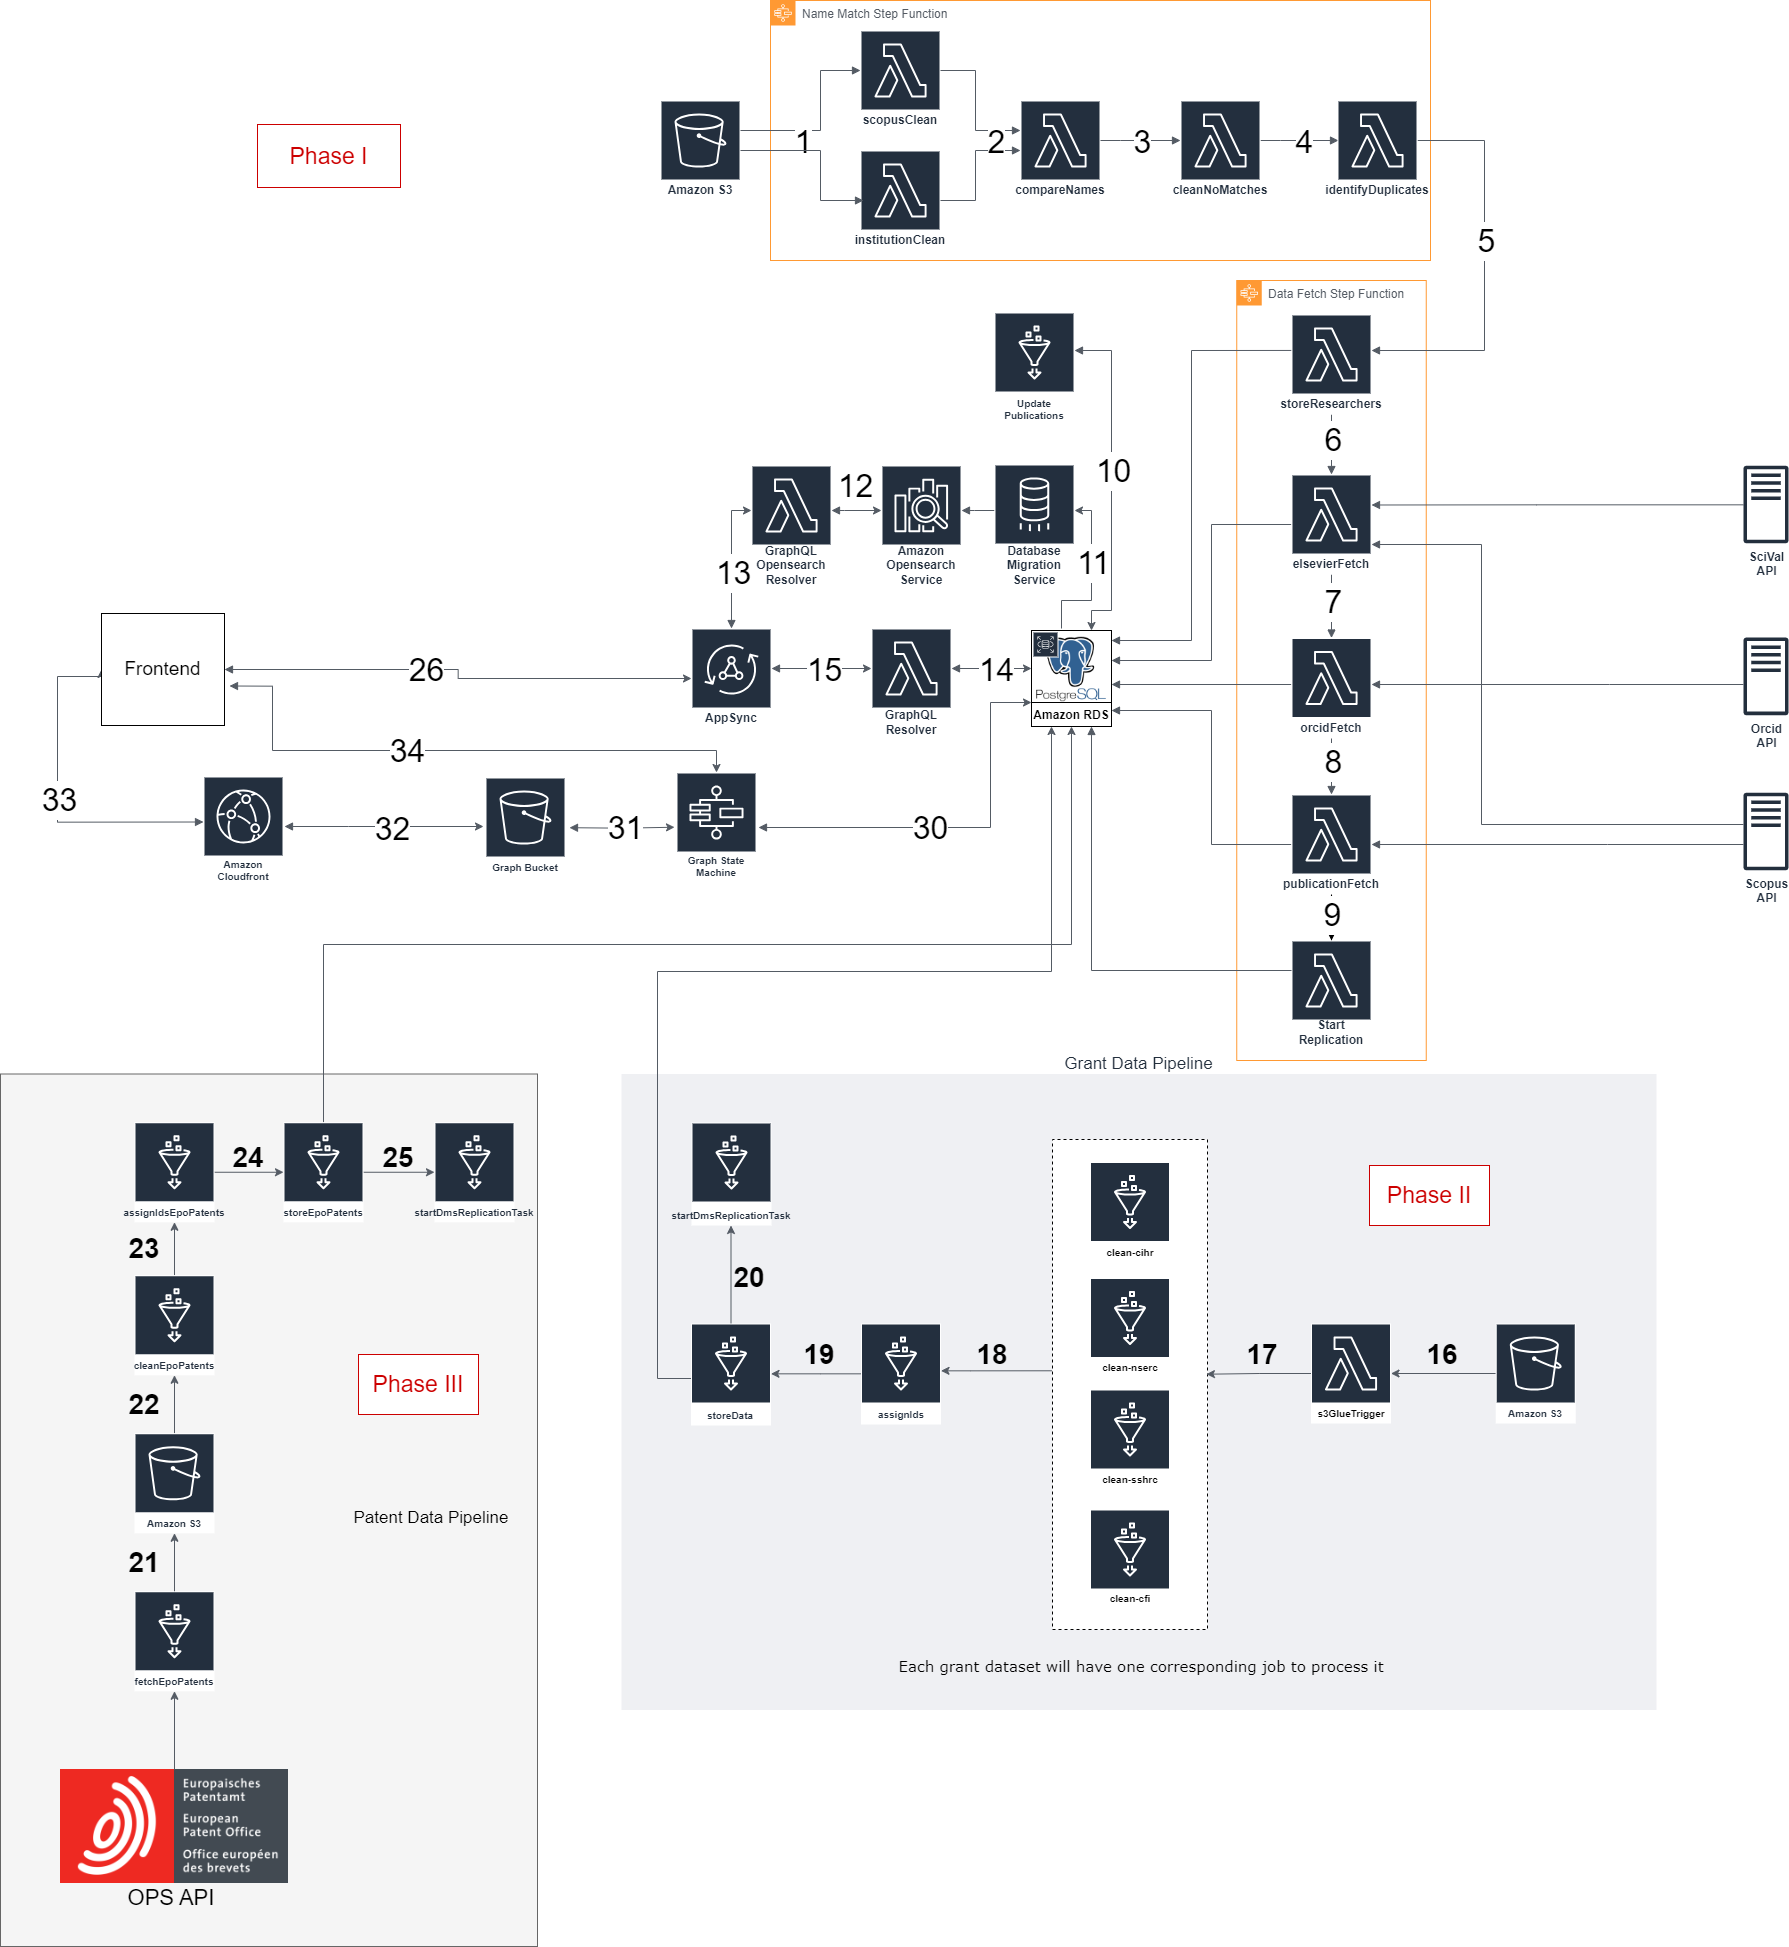 Name Match Step Function
Phase I
Amazon S3
1
scopusClean
institutionClean
2
compareNames
3
cleanNoMatches
4
identifyDuplicates
5
Data Fetch Step Function
storeResearchers
6
elsevierFetch
7
orcidFetch
8
publicationFetch
9
Start
Replication
SciVal
API
Orcid
API
Scopus
API
Update
Publications
10
11
12
13
GraphQL
Opensearch
Resolver
Amazon
Opensearch
Service
Database
Migration
Service
Frontend
26
AppSync
15
GraphQL
Resolver
14
PostgreSQL
Amazon RDS
34
33
Amazon
Cloudfront
32
Graph Bucket
31
Graph State
Machine
30
Grant Data Pipeline
Phase II
startDmsReplicationTask
20
storeData
19
assignIds
18
clean-cihr
clean-nserc
clean-sshrc
clean-cfi
17
s3GlueTrigger
16
Amazon S3
Each grant dataset will have one corresponding job to process it
assignIdsEpoPatents
24
storeEpoPatents
25
startDmsReplicationTask
23
cleanEpoPatents
Phase III
22
Amazon S3
Patent Data Pipeline
21
fetchEpoPatents
Europaisches
Patentamt
European
Patent Office
Office européen
des brevets
OPS API